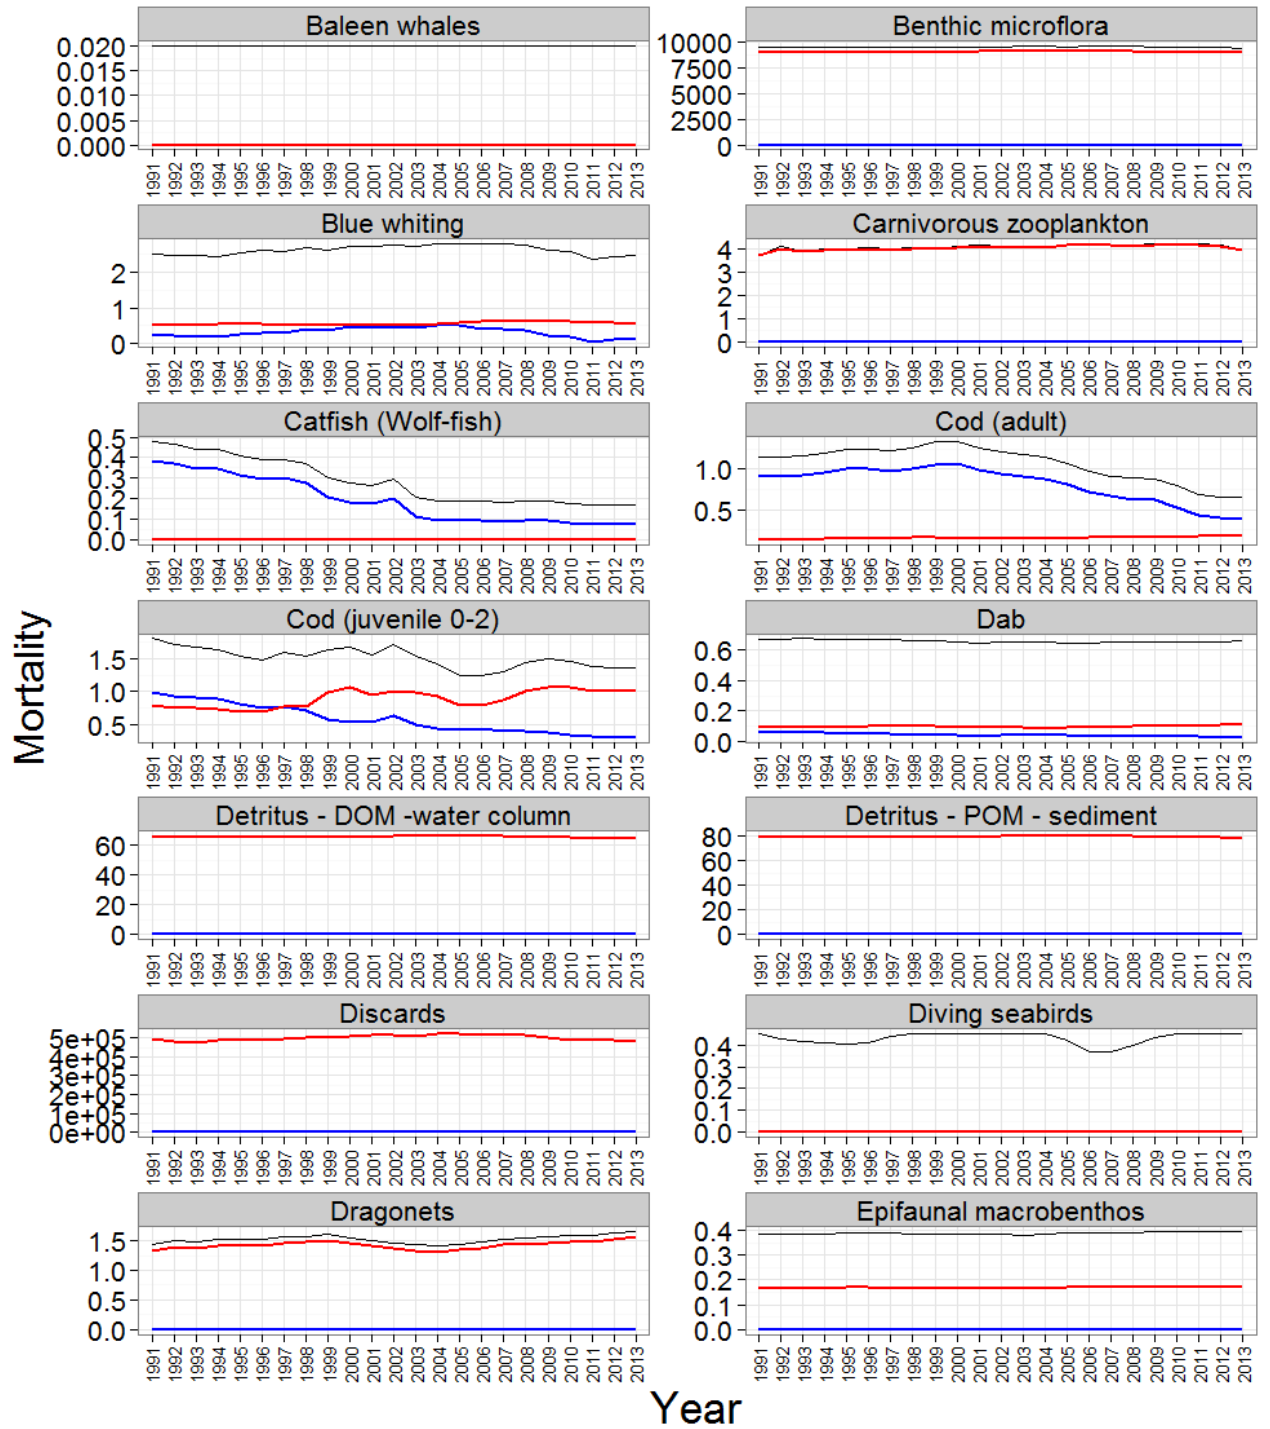 Baleen whales
0.020
0.015
0.010
0.005
0.000
1991 1992 1993 1994 1995 1996 1997 1998 1999 2000 2001 2002 2003 2004 2005 2006 2007 2008 2009 2010 2011 2012 2013
Benthic microflora
10000
7500
5000
2500
0
1991 1992 1993 1994 1995 1996 1997 1998 1999 2000 2001 2002 2003 2004 2005 2006 2007 2008 2009 2010 2011 2012 2013
Blue whiting
2
1
0
1991 1992 1993 1994 1995 1996 1997 1998 1999 2000 2001 2002 2003 2004 2005 2006 2007 2008 2009 2010 2011 2012 2013
Carnivorous zooplankton
4
3
2
1
0
1991 1992 1993 1994 1995 1996 1997 1998 1999 2000 2001 2002 2003 2004 2005 2006 2007 2008 2009 2010 2011 2012 2013
Catfish (Wolf-fish)
0.5
0.4
0.3
0.2
0.1
0.0
1991 1992 1993 1994 1995 1996 1997 1998 1999 2000 2001 2002 2003 2004 2005 2006 2007 2008 2009 2010 2011 2012 2013
Cod (adult)
1.0
0.5
1991 1992 1993 1994 1995 1996 1997 1998 1999 2000 2001 2002 2003 2004 2005 2006 2007 2008 2009 2010 2011 2012 2013
Mortality
Cod (juvenile 0-2)
1.5
1.0
0.5
1991 1992 1993 1994 1995 1996 1997 1998 1999 2000 2001 2002 2003 2004 2005 2006 2007 2008 2009 2010 2011 2012 2013
Dab
0.6
0.4
0.2
0.0
1991 1992 1993 1994 1995 1996 1997 1998 1999 2000 2001 2002 2003 2004 2005 2006 2007 2008 2009 2010 2011 2012 2013
Detritus - DOM -water column
60
40
20
0
1991 1992 1993 1994 1995 1996 1997 1998 1999 2000 2001 2002 2003 2004 2005 2006 2007 2008 2009 2010 2011 2012 2013
Detritus - POM - sediment
80
60
40
20
0
1991 1992 1993 1994 1995 1996 1997 1998 1999 2000 2001 2002 2003 2004 2005 2006 2007 2008 2009 2010 2011 2012 2013
Discards
5e+05
4e+05
3e+05
2e+05
1e+05
0e+00
1991 1992 1993 1994 1995 1996 1997 1998 1999 2000 2001 2002 2003 2004 2005 2006 2007 2008 2009 2010 2011 2012 2013
Diving seabirds
0.4
0.3
0.2
0.1
0.0
1991 1992 1993 1994 1995 1996 1997 1998 1999 2000 2001 2002 2003 2004 2005 2006 2007 2008 2009 2010 2011 2012 2013
Dragonets
1.5
1.0
0.5
0.0
1991 1992 1993 1994 1995 1996 1997 1998 1999 2000 2001 2002 2003 2004 2005 2006 2007 2008 2009 2010 2011 2012 2013
Epifaunal macrobenthos
0.4
0.3
0.2
0.1
0.0
1991 1992 1993 1994 1995 1996 1997 1998 1999 2000 2001 2002 2003 2004 2005 2006 2007 2008 2009 2010 2011 2012 2013
Year